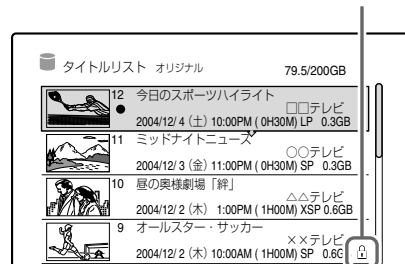 タイトルリスト オリジナル 79.5/200GB
12 今日のスポーツハイライト
□□テレビ
2004/12/ 4 (土) 10:00PM ( 0H30M) LP 0.3GB
11 ミッドナイトニュース
○○テレビ
2004/12/ 3 (金) 11:00PM ( 0H30M) SP 0.3GB
10 昼の奥様劇場「絆」
△△テレビ
2004/12/ 2 (木) 1:00PM ( 1H00M) XSP 0.6GB
9 オールスター・サッカー
××テレビ
2004/12/ 2 (木) 10:00AM ( 1H00M) SP